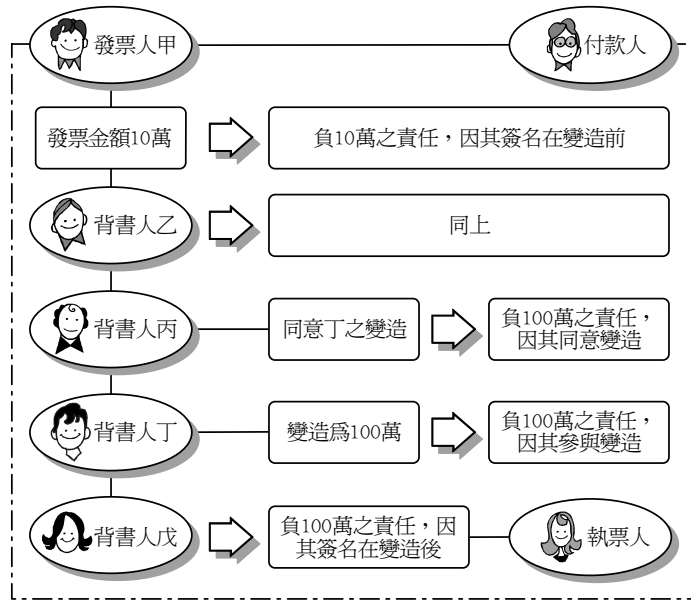 發票人甲
付款人
發票金額10萬
負10萬之責任，因其簽名在變造前
背書人乙
同上
背書人丙
同意丁之變造
負100萬之責任，
因其同意變造
背書人丁
變造爲100萬
負100萬之責任，
因其參與變造
背書人戊
負100萬之責任，因
其簽名在變造後
執票人